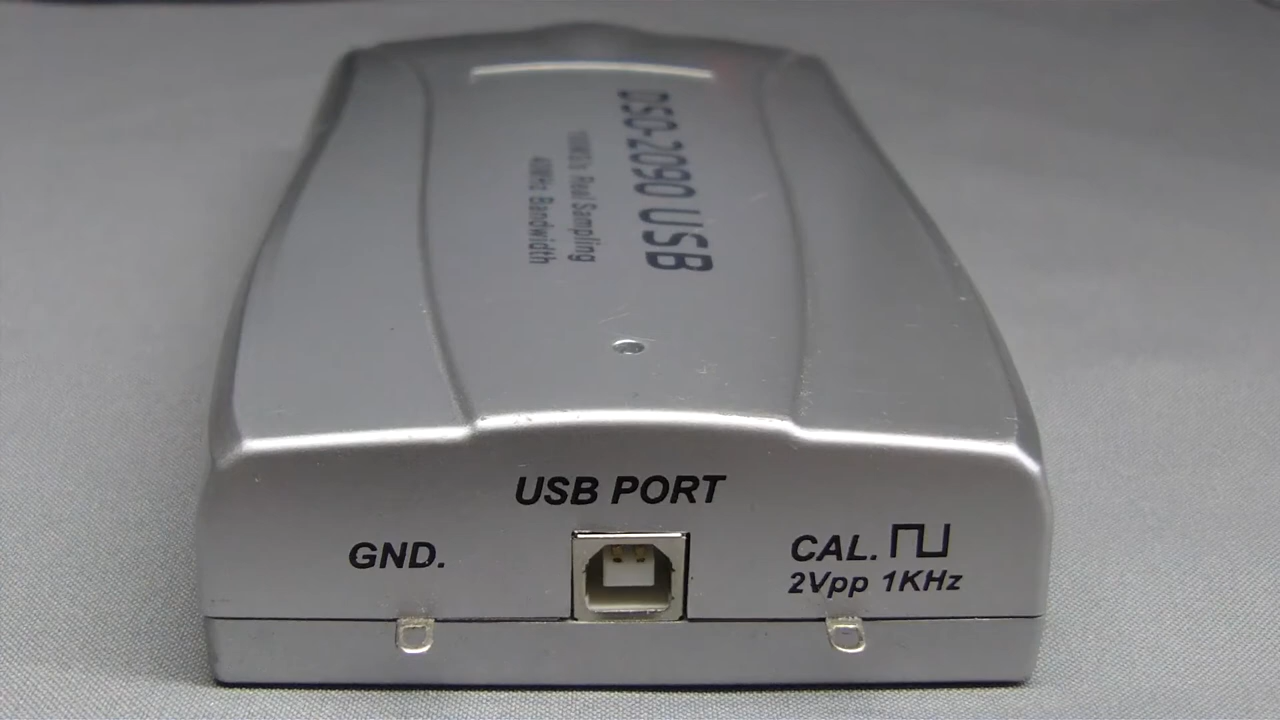 DSO-2090 USB
100MS/s Real Sampling
40MHz Bandwidth
USB PORT
GND.
CAL.
2Vpp 1KHz